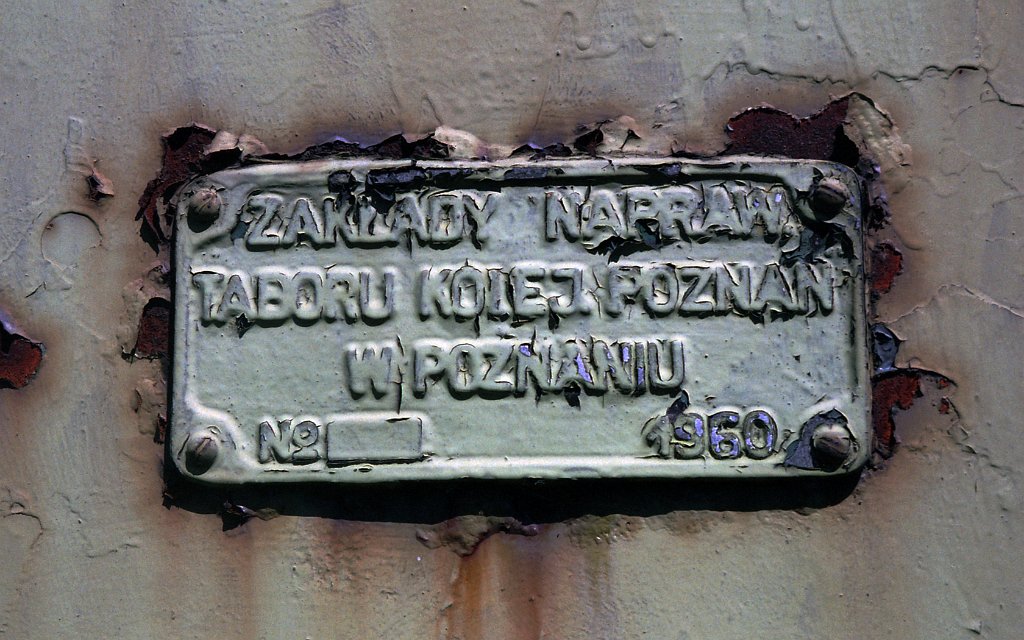 ZAKŁADY NAPRAW.
TABORU KOLEJ. POZNAŃ
W POZNANIU
No 1960